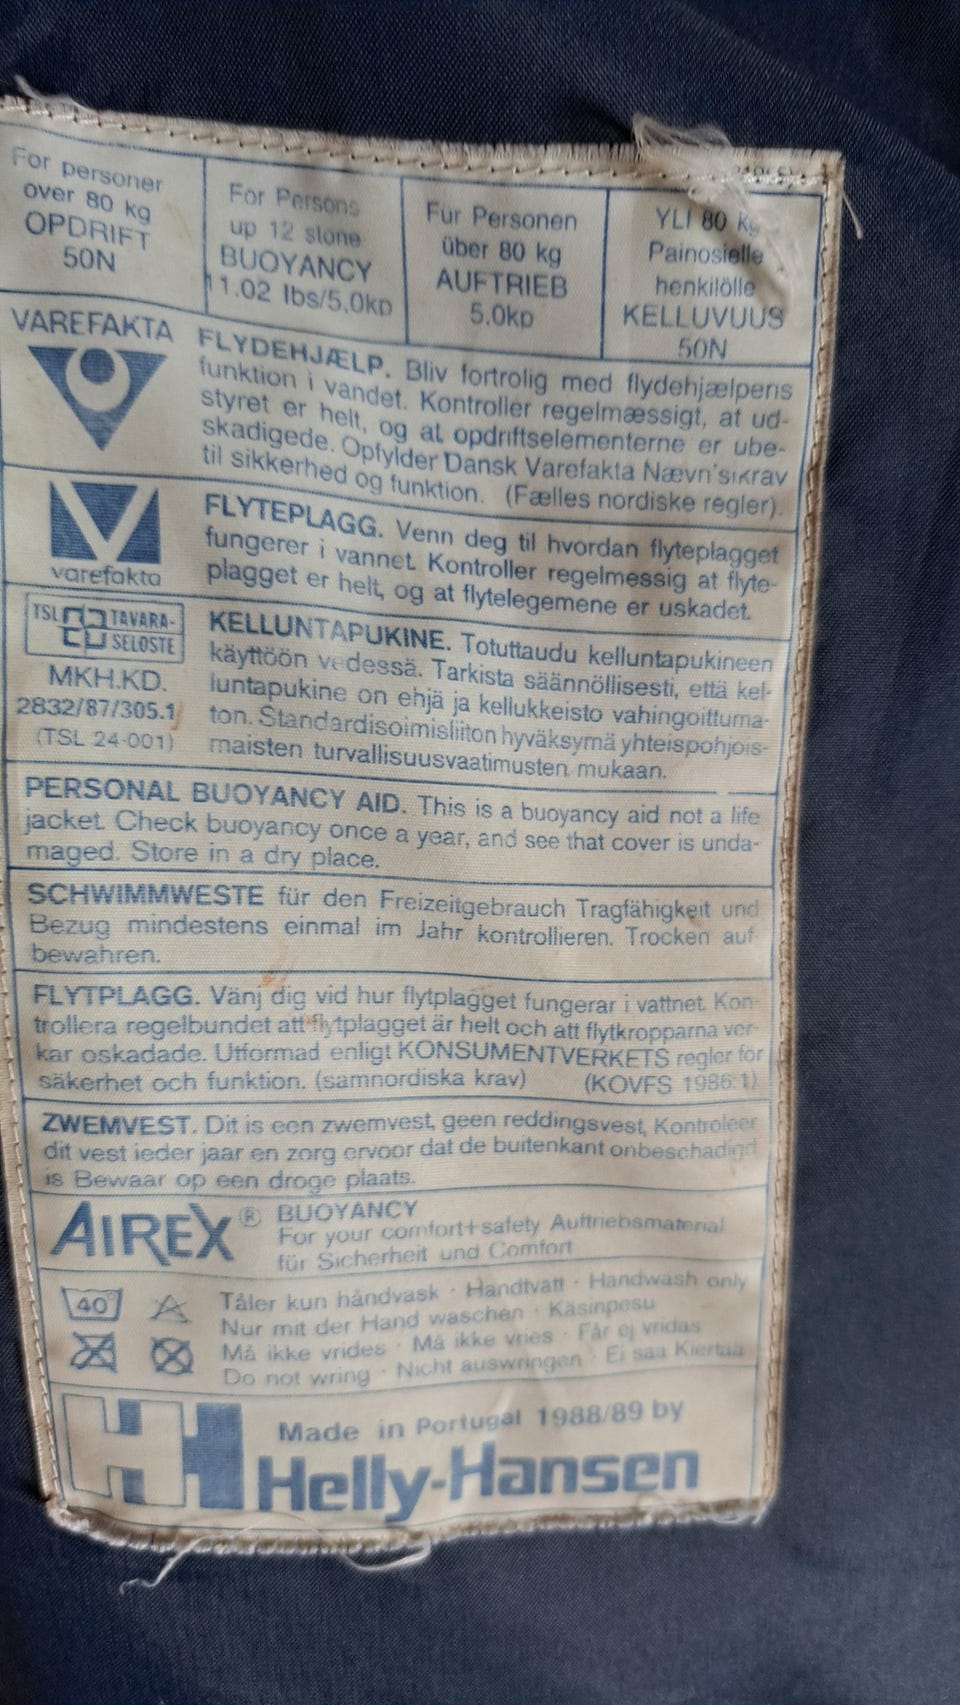 For personer
over 80 kg
OPDRIFT
50N
For Persons
up 12 stone
BUOYANCY
11.02 lbs/5.0kp
Für Personen
über 80 kg
AUFTRIEB
5.0kp
YLI 80 kg
Painosielle
henkilölle
KELLUVUUS
50N
VAREFAKTA
FLYDEHJÆLP. Bliv fortrolig med flydehjælpens
funktion i vandet. Kontroller regelmæssigt, at ud-
styret er helt, og at opdriftselementerne er ube-
skadigede. Opfylder Dansk Varefakta Nævn's krav
til sikkerhed og funktion. (Fælles nordiske regler).
varefakta
FLYTEPLAGG. Venn deg til hvordan flyteplagget
fungerer i vannet. Kontroller regelmessig at flyte-
plagget er helt, og at flytelegemene er uskadet.
TSL TAVARA-
SELOSTE
MKH.KD.
2832/87/305.1
(TSL 24-001)
KELLUNTAPUKINE. Totuttaudu kelluntapukineen
käyttöön vedessä. Tarkista säännöllisesti, että kel-
luntapukine on ehjä ja kellukkeisto vahingoittuma-
ton. Standardisoimisliiton hyväksymä yhteispohjois-
maisten turvallisuusvaatimusten mukaan.
PERSONAL BUOYANCY AID. This is a buoyancy aid not a life
jacket. Check buoyancy once a year, and see that cover is unda-
maged. Store in a dry place.
SCHWIMMWESTE für den Freizeitgebrauch Tragfähigkeit und
Bezug mindestens einmal im Jahr kontrollieren. Trocken auf-
bewahren.
FLYTPLAGG. Vänj dig vid hur flytplagget fungerar i vattnet. Kon-
trollera regelbundet att flytplagget är helt och att flytkropparna ver-
kar oskadade. Utformad enligt KONSUMENTVERKETS regler för
säkerhet och funktion. (samnordiska krav) (KOVFS 1986:1)
ZWEMVEST. Dit is een zwemvest, geen reddingsvest, Kontroleer
dit vest ieder jaar en zorg ervoor dat de buitenkant onbeschadigd
is Bewaar op een droge plaats.
AIREX® BUOYANCY
For your comfort+safety Auftriebsmaterial
für Sicherheit und Comfort
40°
A
Tåler kun håndvask · Handtvätt · Handwash only
Nur mit der Hand waschen · Käsinpesu
Må ikke vrides · Må ikke vries · Får ej vridas
Do not wring · Nicht auswringen · Ei saa Kiertää
Made in Portugal 1988/89 by
HH Helly-Hansen